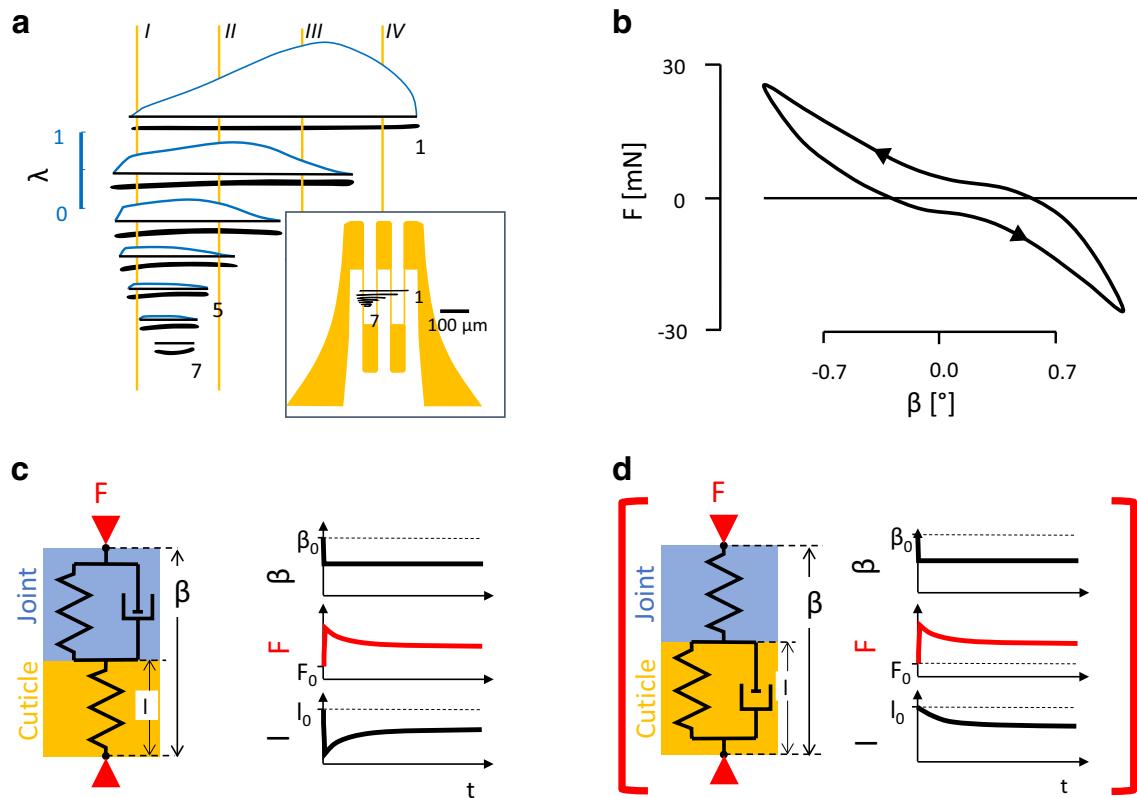 a
I II III IV
1
λ
1
0
5
7
1
7
100 µm
b
F [mN]
30
0
-30
-0.7 0.0 0.7
β [°]
c
F
Joint
Cuticle
β
l
β
β0
F
F0
l
l0
t
d
F
Joint
Cuticle
β
l
β
β0
F
F0
l
l0
t